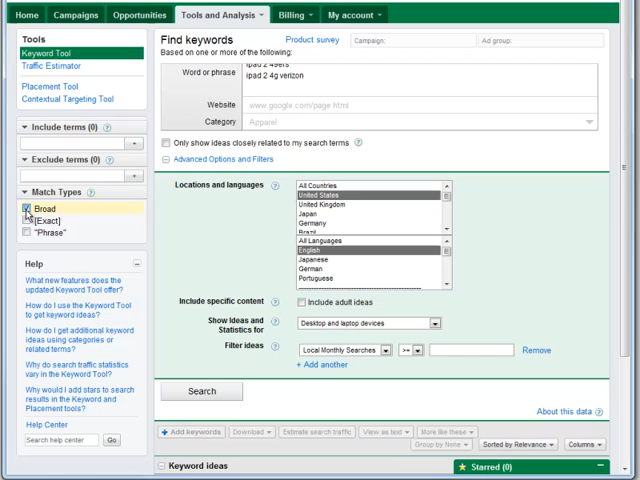 Home Campaigns Opportunities Tools and Analysis Billing My account
Tools
Keyword Tool
Traffic Estimator
Placement Tool
Contextual Targeting Tool
Include terms (0)
Exclude terms (0)
Match Types
Broad
[Exact]
"Phrase"
Help
What new features does the
updated Keyword Tool offer?
How do I use the Keyword Tool
to get keyword ideas?
How do I get additional keyword
ideas using categories or
related terms?
Why do search traffic statistics
vary in the Keyword Tool?
Why would I add stars to search
results in the Keyword and
Placement tools?
Help Center
Search help center Go
Find keywords Product survey Campaign: Ad group:
Based on one or more of the following:
Word or phrase
ipad 2 49ers
ipad 2 4g verizon
Website www.google.com/page.html
Category Apparel
Only show ideas closely related to my search terms
Advanced Options and Filters
Locations and languages
All Countries
United States
United Kingdom
Japan
Germany
Brazil
All Languages
English
Japanese
German
Portuguese
Include specific content Include adult ideas
Show Ideas and
Statistics for
Desktop and laptop devices
Filter ideas Local Monthly Searches >= Remove
+ Add another
Search
About this data
+ Add keywords Download Estimate search traffic View as text More like these
Group by None Sorted by Relevance Columns
Keyword ideas Starred (0)